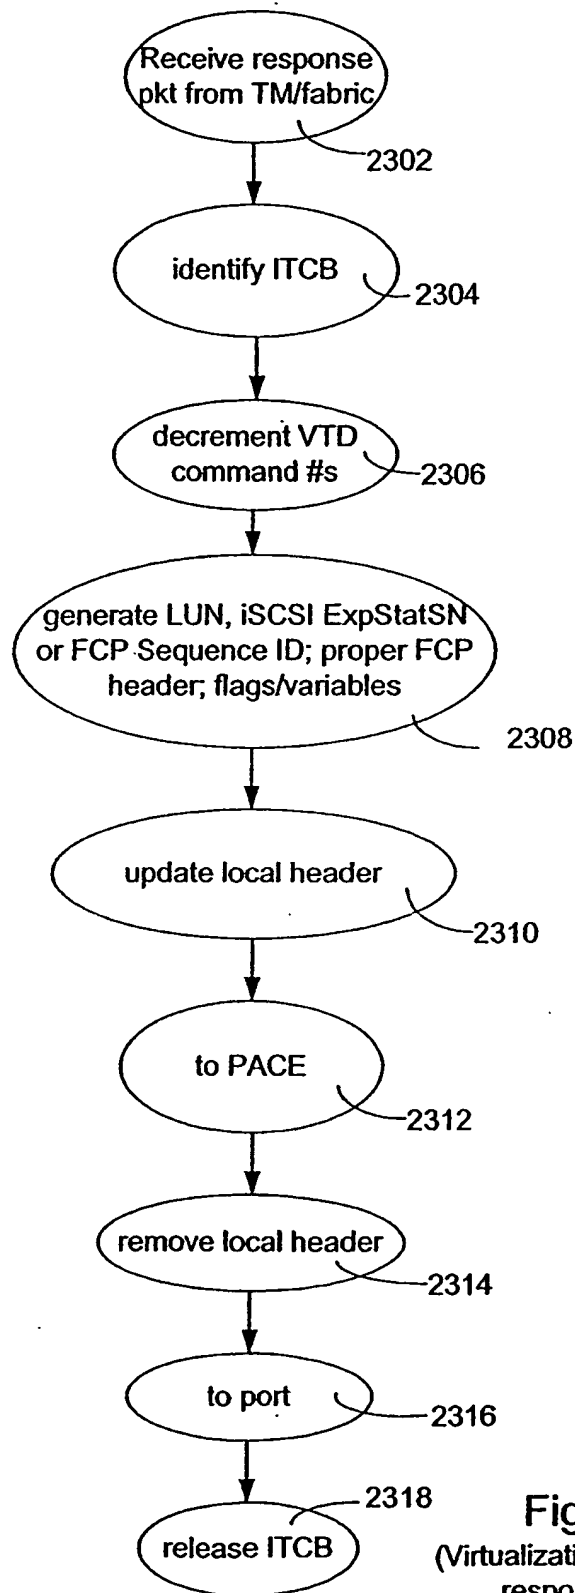 Receive response
pkt from TM/fabric
2302
identify ITCB
2304
decrement VTD
command #s
2306
generate LUN, iSCSI ExpStatSN
or FCP Sequence ID; proper FCP
header; flags/variables
2308
update local header
2310
to PACE
2312
remove local header
2314
to port
2316
2318
release ITCB
Fig
(Virtualizati
respo